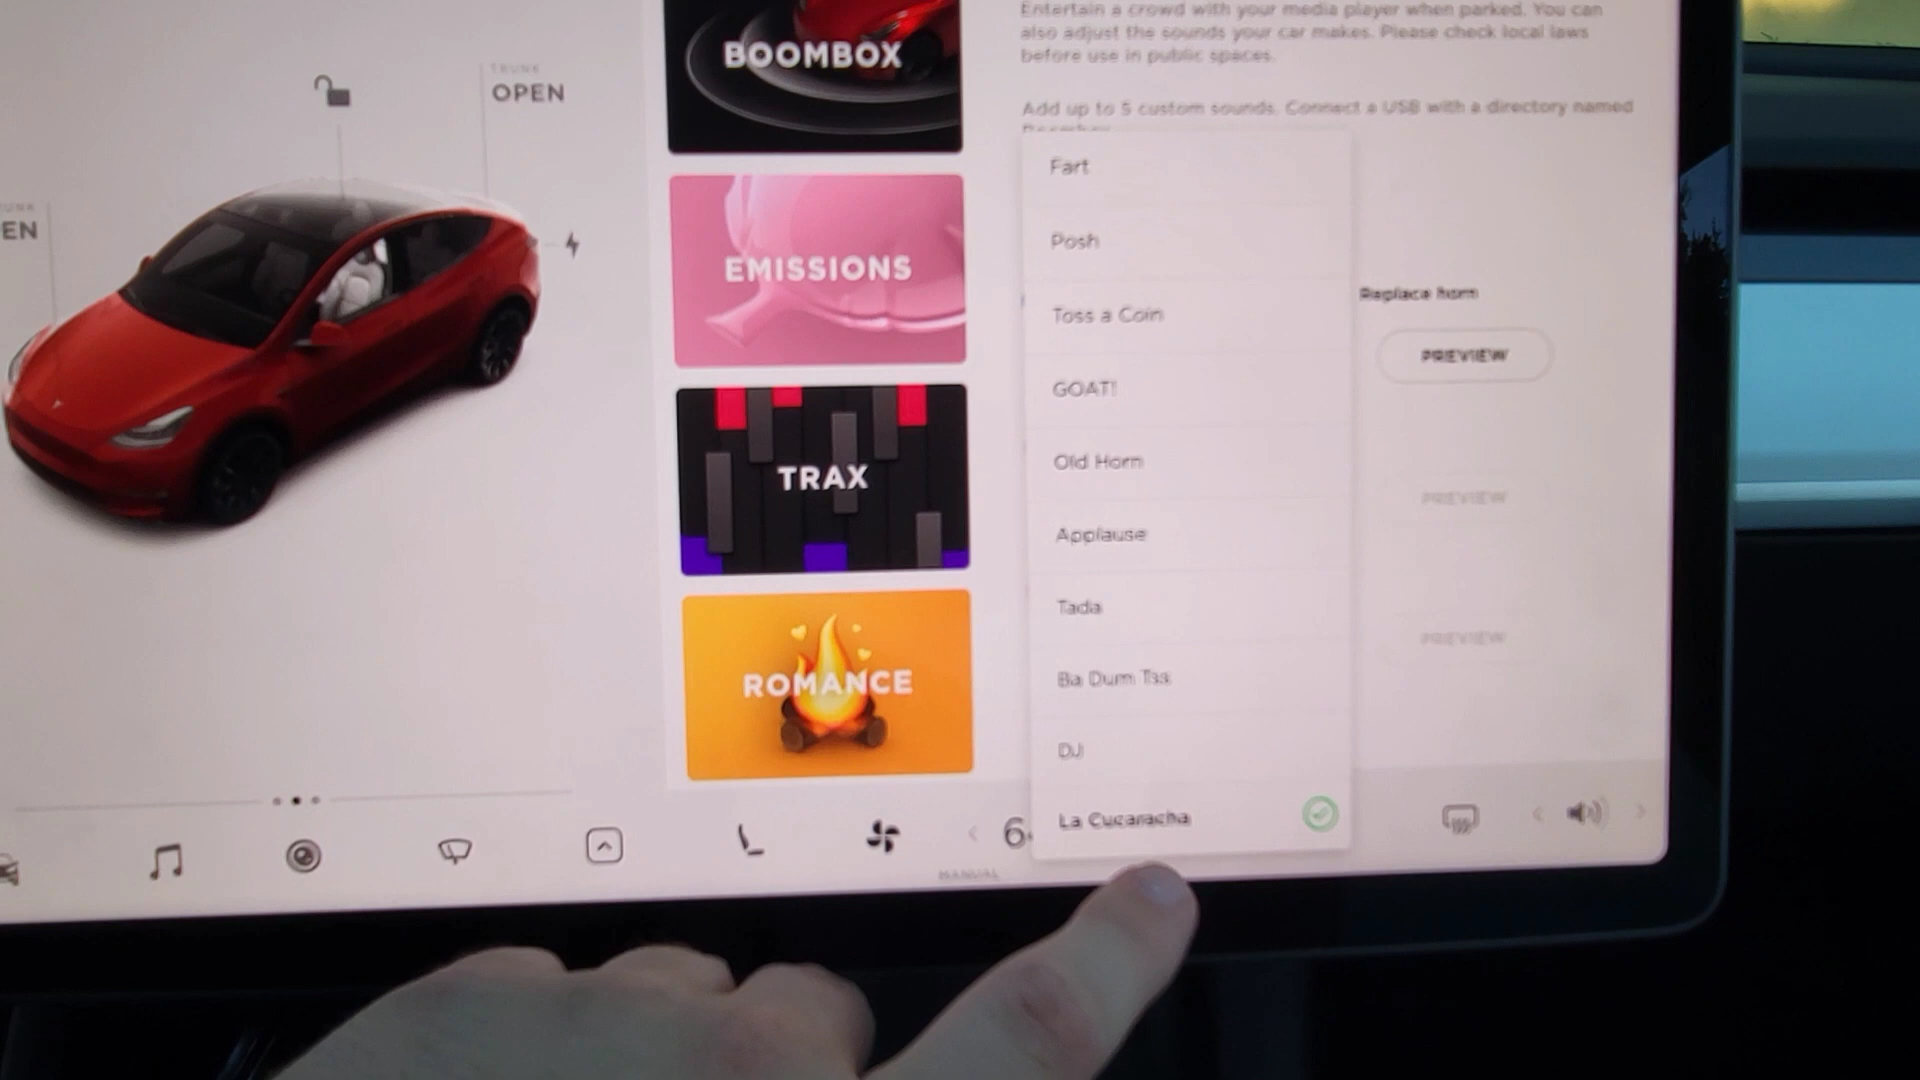 TRUNK
OPEN
EN
BOOMBOX
EMISSIONS
TRAX
ROMANCE
Entertain a crowd with your media player when parked. You can
also adjust the sounds your car makes. Please check local laws
before use in public spaces.
Add up to 5 custom sounds. Connect a USB with a directory named
Fart
Posh
Toss a Coin
GOAT!
Old Horn
Applause
Tada
Ba Dum Tss
DJ
La Cucaracha
Replace horn
PREVIEW
PREVIEW
PREVIEW
MANUAL